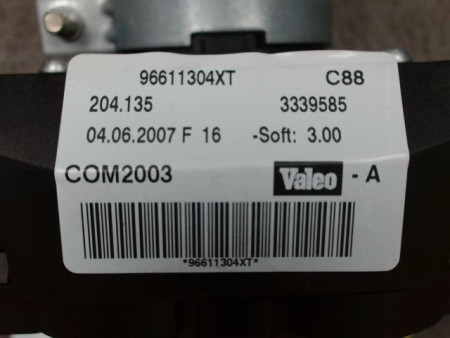 96611304XT C88
204.135 3339585
04.06.2007 F 16 -Soft: 3.00
COM2003 Valeo - A
*96611304XT*